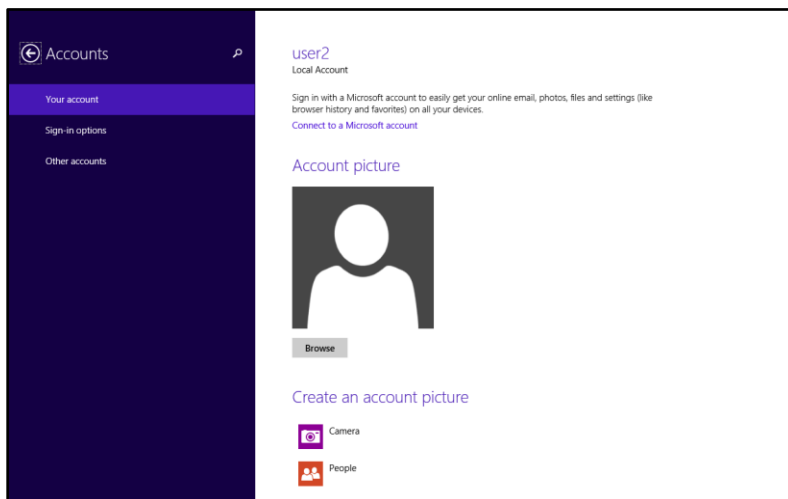 Accounts
Your account
Sign-in options
Other accounts
user2
Local Account
Sign in with a Microsoft account to easily get your online email, photos, files and settings (like
browser history and favorites) on all your devices.
Connect to a Microsoft account
Account picture
Browse
Create an account picture
Camera
People